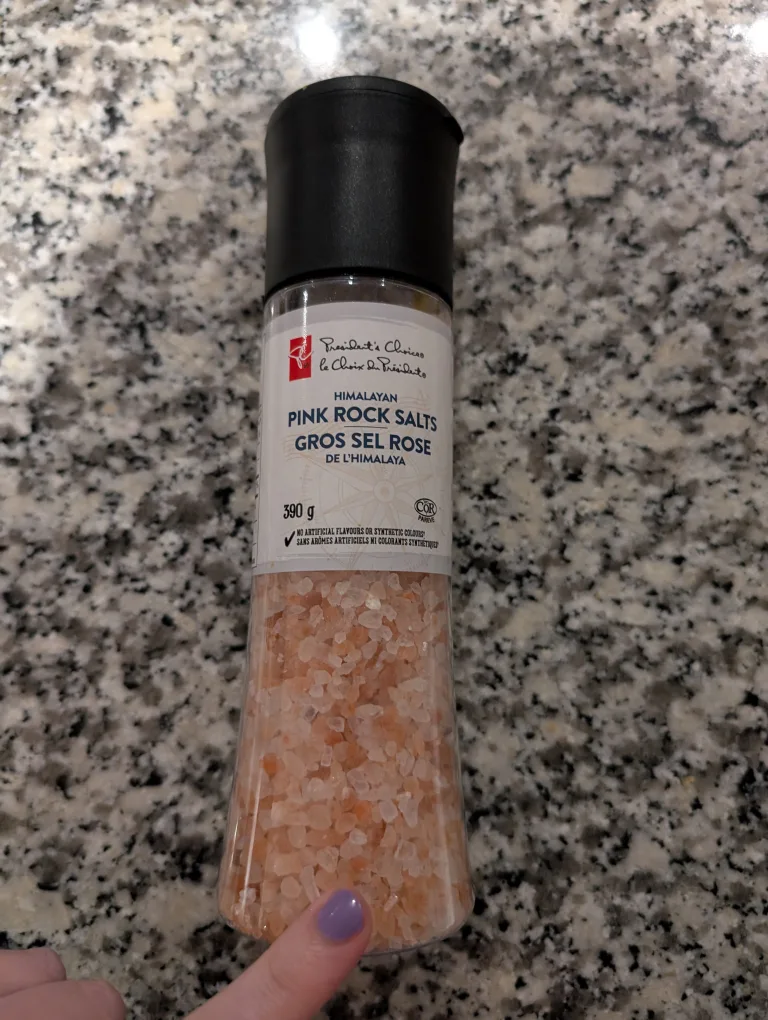 President's Choice®
le Choix du Président®
HIMALAYAN
PINK ROCK SALTS
GROS SEL ROSE
DE L'HIMALAYA
390 g
COR
PAREVE
NO ARTIFICIAL FLAVOURS OR SYNTHETIC COLOURS
SANS ARÔMES ARTIFICIELS NI COLORANTS SYNTHÉTIQUES